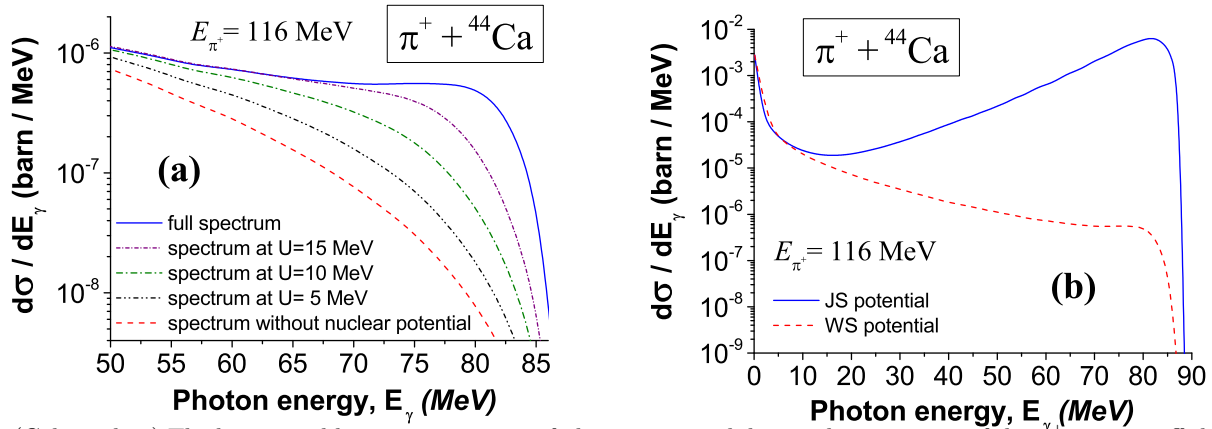 E_π+ = 116 MeV
π⁺ + ⁴⁴Ca
10⁻⁶
10⁻⁷
10⁻⁸
dσ / dE_γ (barn / MeV)
(a)
full spectrum
spectrum at U=15 MeV
spectrum at U=10 MeV
spectrum at U= 5 MeV
spectrum without nuclear potential
50 55 60 65 70 75 80 85
Photon energy, E_γ (MeV)
π⁺ + ⁴⁴Ca
10⁻²
10⁻³
10⁻⁴
10⁻⁵
10⁻⁶
10⁻⁷
10⁻⁸
10⁻⁹
dσ / dE_γ (barn / MeV)
E_π+ = 116 MeV
(b)
JS potential
WS potential
0 10 20 30 40 50 60 70 80 90
Photon energy, E_γ (MeV)